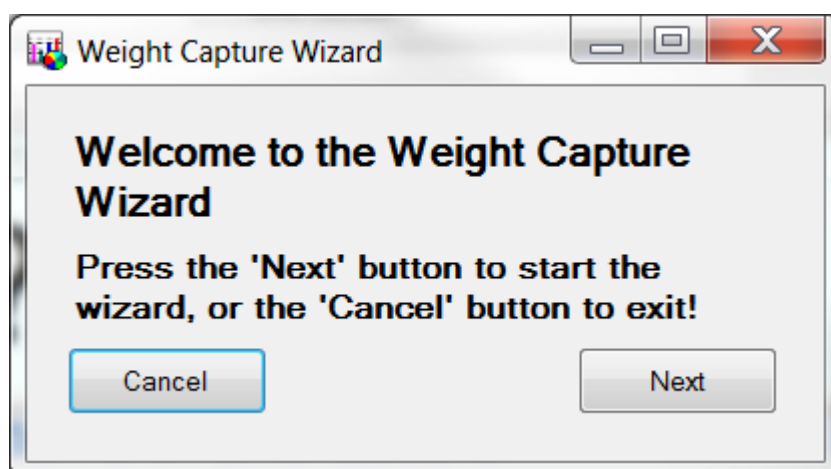 Weight Capture Wizard
Welcome to the Weight Capture
Wizard
Press the 'Next' button to start the
wizard, or the 'Cancel' button to exit!
Cancel Next